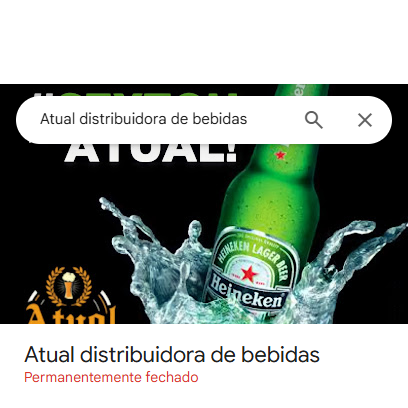 Atual distribuidora de bebidas
ATUAL!
HEINEKEN LAGER BEER
Heineken
Atual
Atual distribuidora de bebidas
Permanentemente fechado